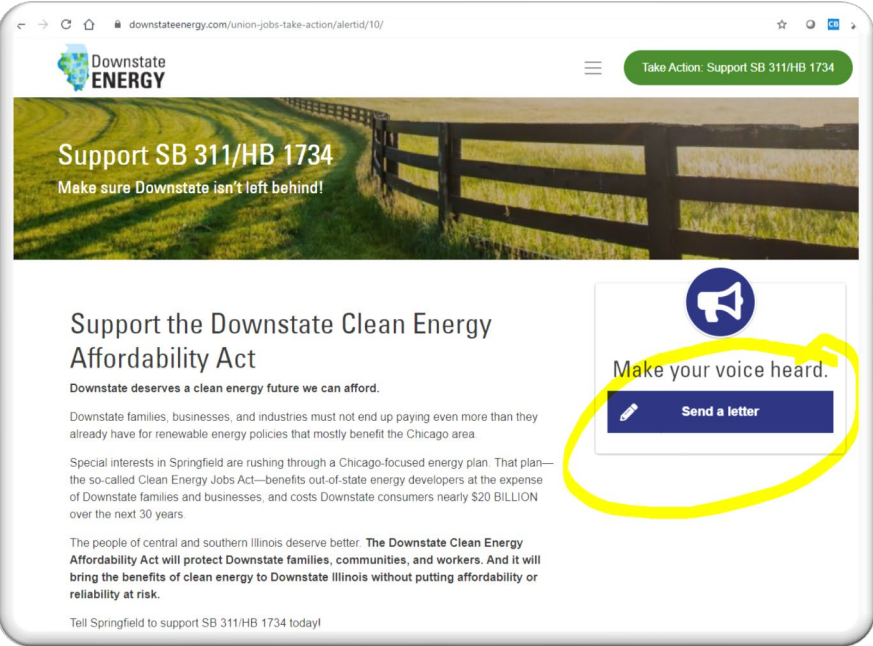 downstateenergy.com/union-jobs-take-action/alertid/10/
CB
Downstate
ENERGY
Take Action: Support SB 311/HB 1734
Support SB 311/HB 1734
Make sure Downstate isn't left behind!
Support the Downstate Clean Energy
Affordability Act
Downstate deserves a clean energy future we can afford.
Downstate families, businesses, and industries must not end up paying even more than they
already have for renewable energy policies that mostly benefit the Chicago area.
Special interests in Springfield are rushing through a Chicago-focused energy plan. That plan—
the so-called Clean Energy Jobs Act—benefits out-of-state energy developers at the expense
of Downstate families and businesses, and costs Downstate consumers nearly $20 BILLION
over the next 30 years.
The people of central and southern Illinois deserve better. The Downstate Clean Energy
Affordability Act will protect Downstate families, communities, and workers. And it will
bring the benefits of clean energy to Downstate Illinois without putting affordability or
reliability at risk.
Tell Springfield to support SB 311/HB 1734 today!
Make your voice heard.
Send a letter